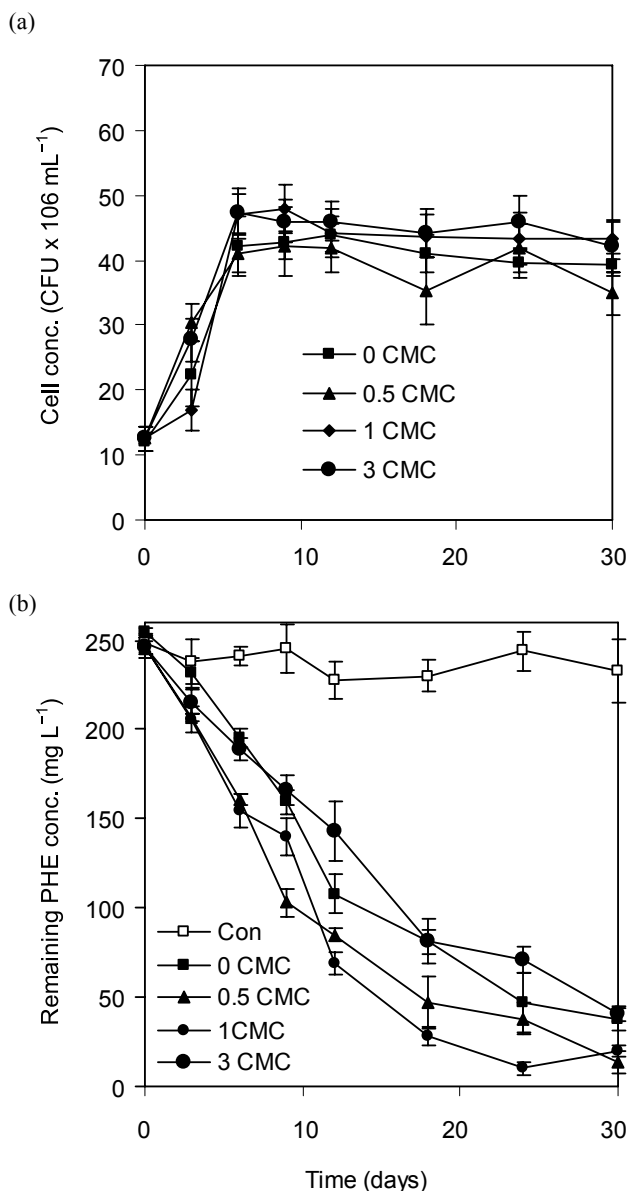 (a)
70
60
50
40
30
20
10
0
Cell conc. (CFU x 106 mL⁻¹)
0 CMC
0.5 CMC
1 CMC
3 CMC
0 10 20 30
(b)
250
200
150
100
50
0
Remaining PHE conc. (mg L⁻¹)
Con
0 CMC
0.5 CMC
1CMC
3 CMC
0 10 20 30
Time (days)